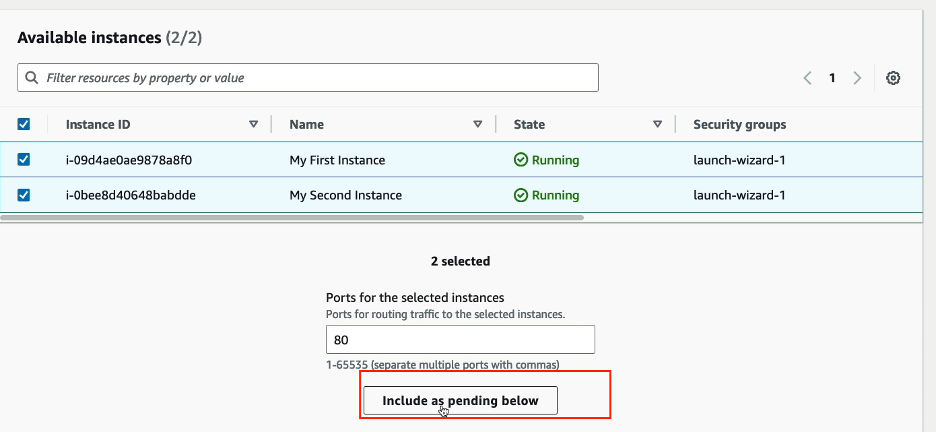 Available instances (2/2)
Filter resources by property or value
1
Instance ID Name State Security groups
i-09d4ae0ae9878a8f0 My First Instance Running launch-wizard-1
i-0bee8d40648babdde My Second Instance Running launch-wizard-1
2 selected
Ports for the selected instances
Ports for routing traffic to the selected instances.
80
1-65535 (separate multiple ports with commas)
Include as pending below